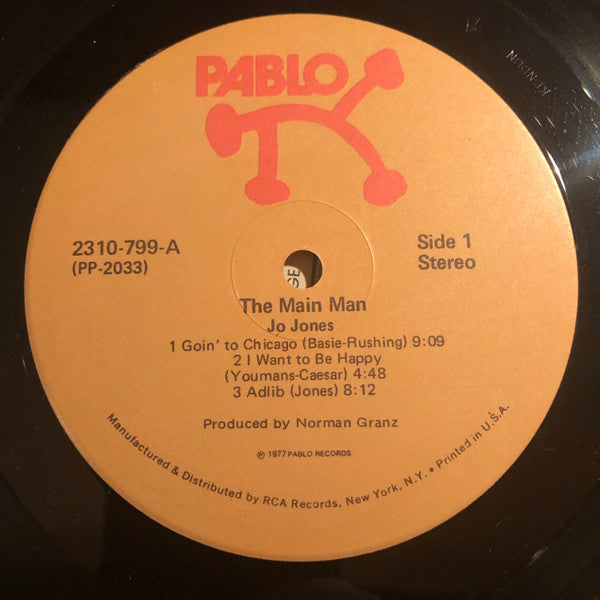 PABLO
2310-799-A
(PP-2033)
Side 1
Stereo
The Main Man
Jo Jones
1 Goin' to Chicago (Basie-Rushing) 9:09
2 I Want to Be Happy
(Youmans-Caesar) 4:48
3 Adlib (Jones) 8:12
Produced by Norman Granz
℗ 1977 PABLO RECORDS
Manufactured & Distributed by RCA Records, New York, N.Y. • Printed in U.S.A.